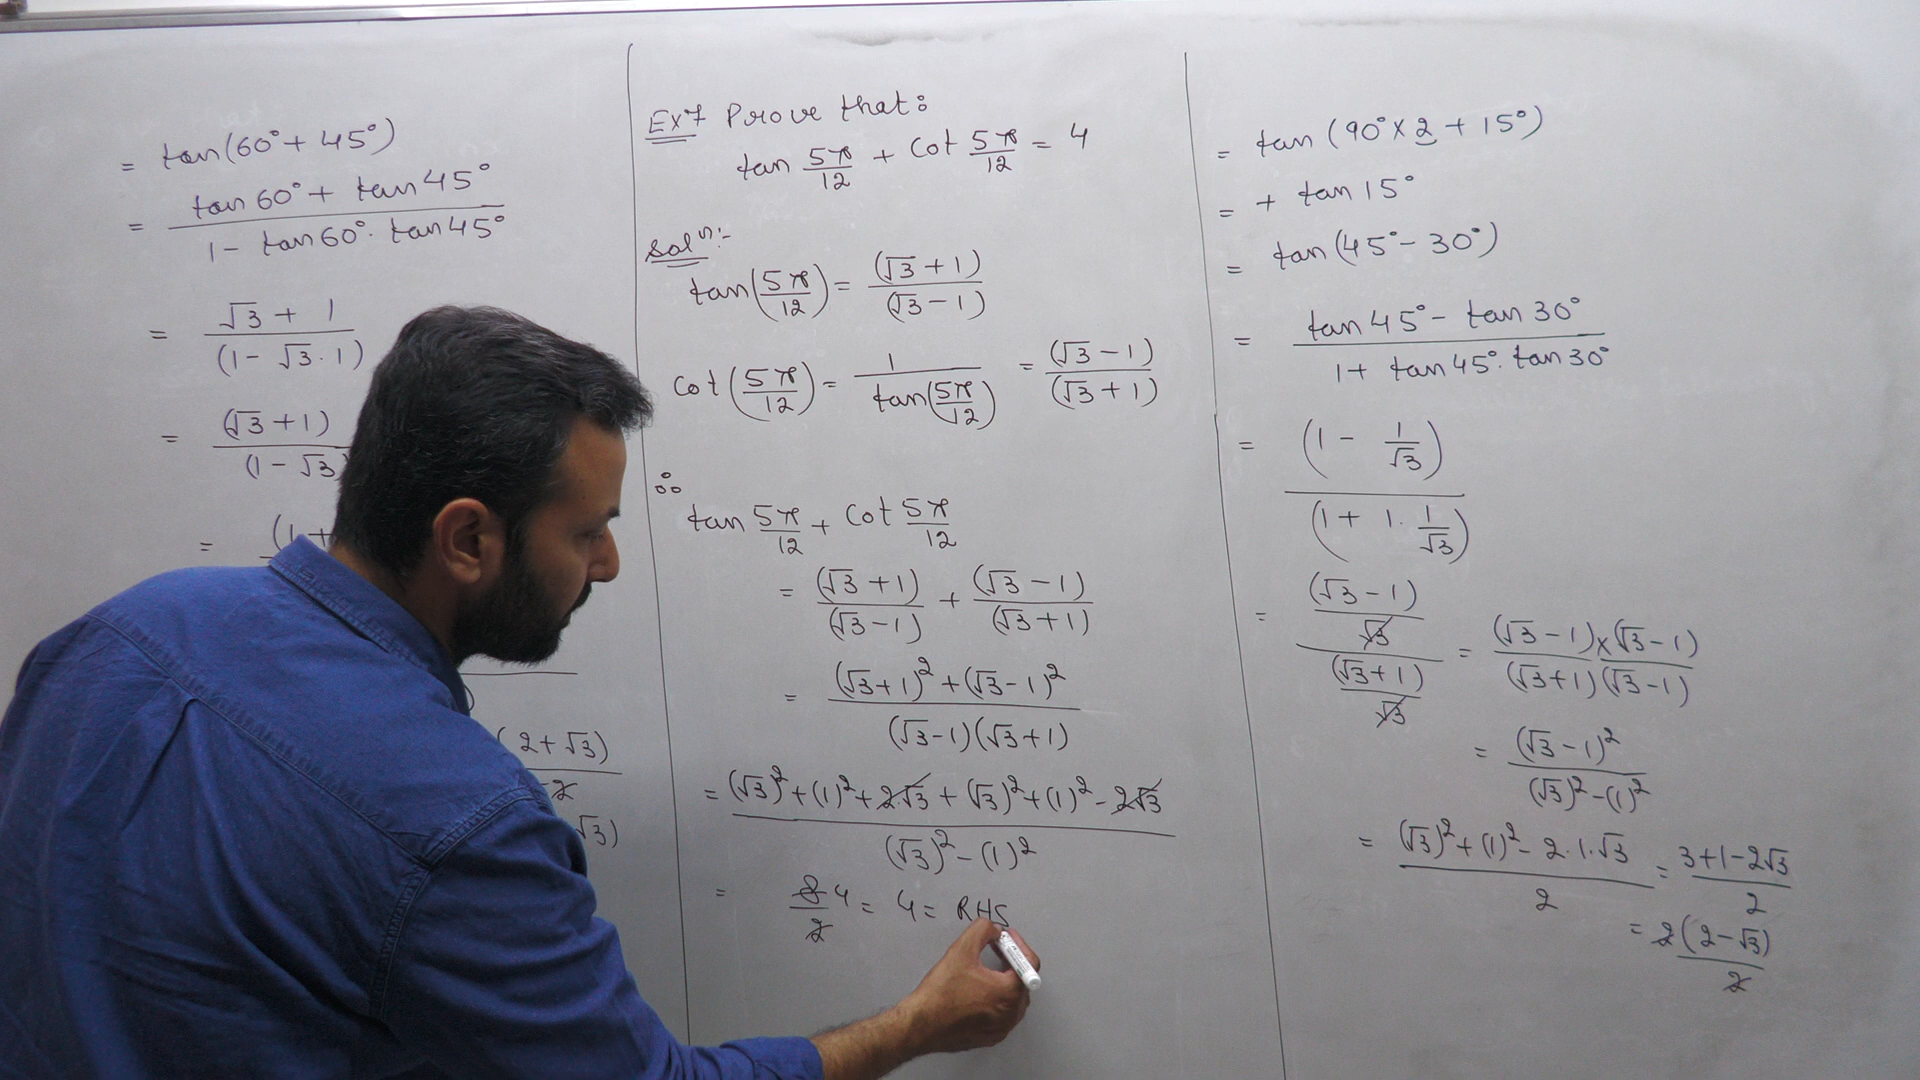 = tan(60° + 45°)
= (tan 60° + tan 45°)/(1 - tan 60° · tan 45°)
= (√3 + 1)/(1 - √3 · 1)
= (√3 + 1)/(1 - √3)
= (1+
(2 + √3)
-2
√3)
Ex7 Prove that:
tan 5π/12 + cot 5π/12 = 4
Solⁿ:-
tan(5π/12) = (√3 + 1)/(√3 - 1)
cot(5π/12) = 1/tan(5π/12) = (√3 - 1)/(√3 + 1)
∴
tan 5π/12 + cot 5π/12
= (√3 + 1)/(√3 - 1) + (√3 - 1)/(√3 + 1)
= ((√3 + 1)² + (√3 - 1)²)/((√3 - 1)(√3 + 1))
= ((√3)² + (1)² + 2√3 + (√3)² + (1)² - 2√3)/((√3)² - (1)²)
= 8/2 4 = 4 = RHS
= tan(90° × 2 + 15°)
= + tan 15°
= tan(45° - 30°)
= (tan 45° - tan 30°)/(1 + tan 45° · tan 30°)
= (1 - 1/√3)/(1 + 1 · 1/√3)
= ((√3 - 1)/√3)/((√3 + 1)/√3) = ((√3 - 1) × (√3 - 1))/((√3 + 1)(√3 - 1))
= (√3 - 1)²/((√3)² - (1)²)
= ((√3)² + (1)² - 2 · 1 · √3)/2 = (3 + 1 - 2√3)/2
= 2(2 - √3)/2